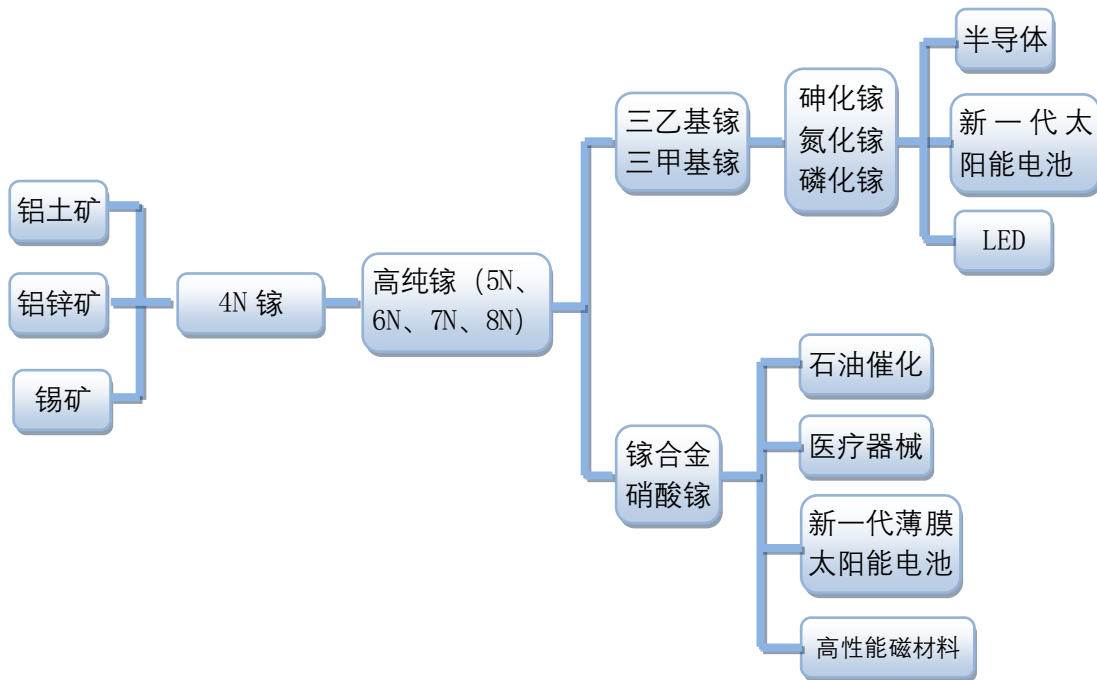 铝土矿
铝锌矿
锡矿
4N 镓
高纯镓（5N、
6N、7N、8N）
三乙基镓
三甲基镓
砷化镓
氮化镓
磷化镓
半导体
新一代太
阳能电池
LED
镓合金
硝酸镓
石油催化
医疗器械
新一代薄膜
太阳能电池
高性能磁材料